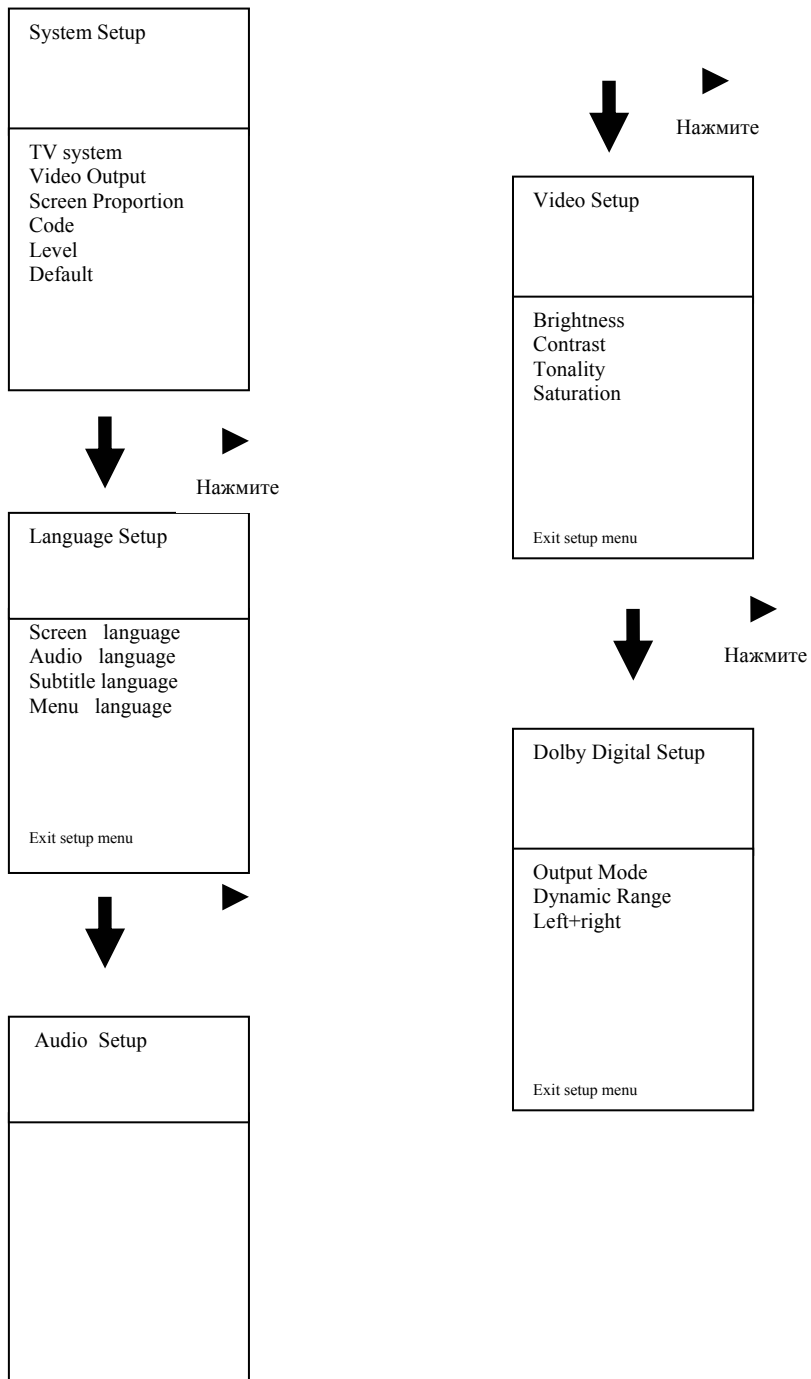 System Setup
TV system
Video Output
Screen Proportion
Code
Level
Default
Нажмите
Language Setup
Screen language
Audio language
Subtitle language
Menu language
Exit setup menu
Audio Setup
Нажмите
Video Setup
Brightness
Contrast
Tonality
Saturation
Exit setup menu
Нажмите
Dolby Digital Setup
Output Mode
Dynamic Range
Left+right
Exit setup menu